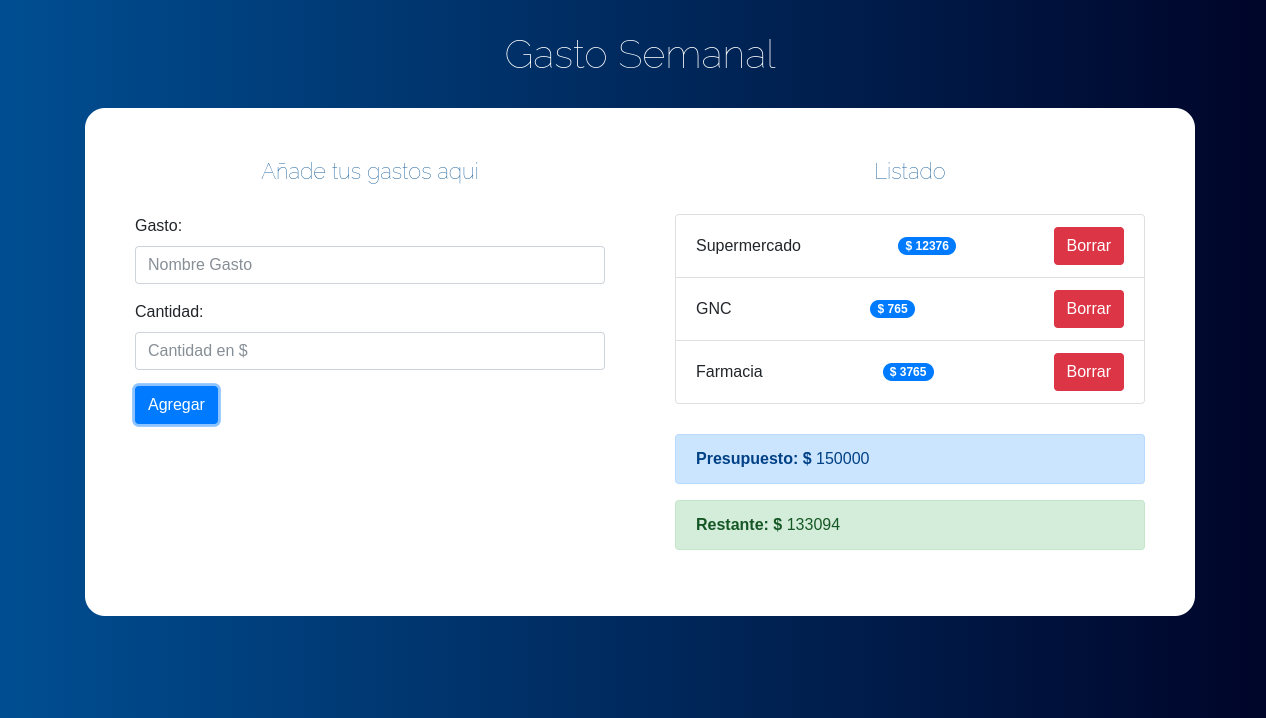 Gasto Semanal
Añade tus gastos aqui
Gasto:
Nombre Gasto
Cantidad:
Cantidad en $
Agregar
Listado
Supermercado $ 12376 Borrar
GNC $ 765 Borrar
Farmacia $ 3765 Borrar
Presupuesto: $ 150000
Restante: $ 133094